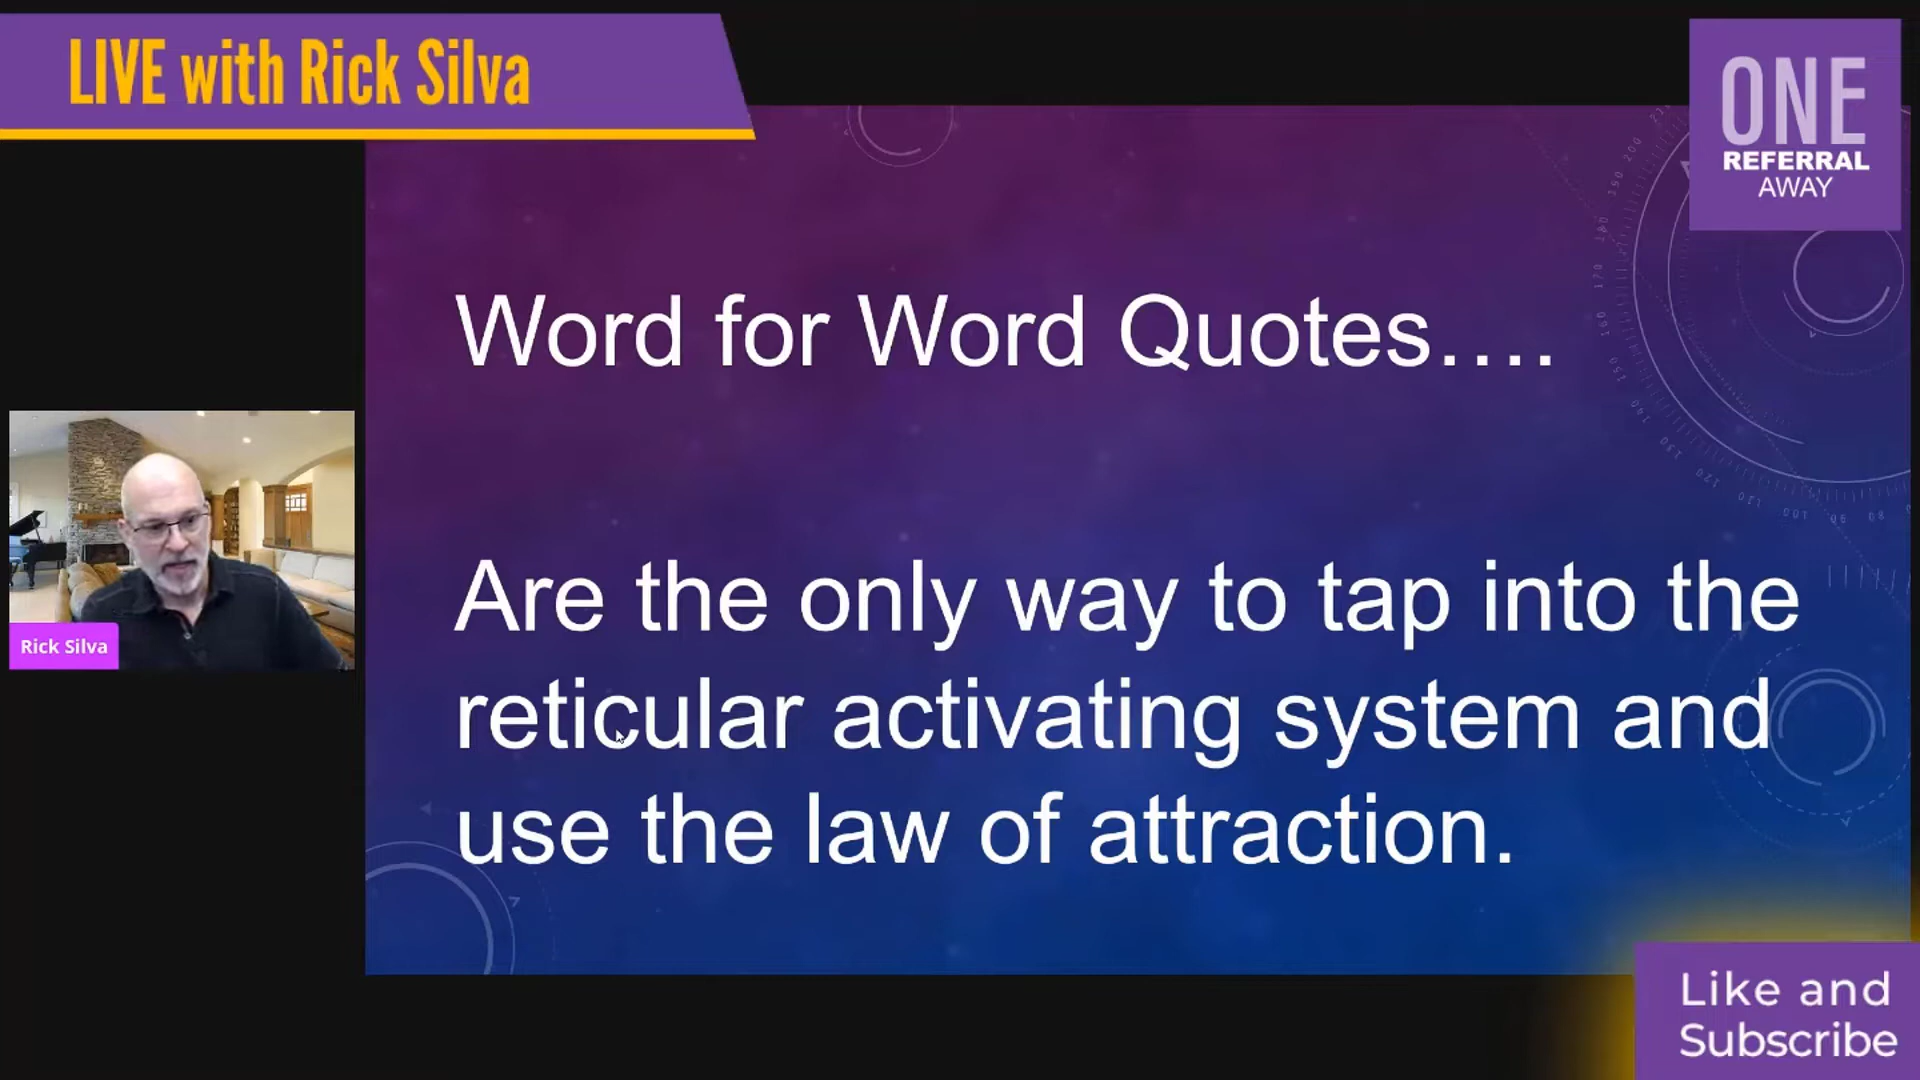 LIVE with Rick Silva
ONE
REFERRAL
AWAY
Word for Word Quotes....
Are the only way to tap into the
reticular activating system and
use the law of attraction.
Rick Silva
Like and
Subscribe